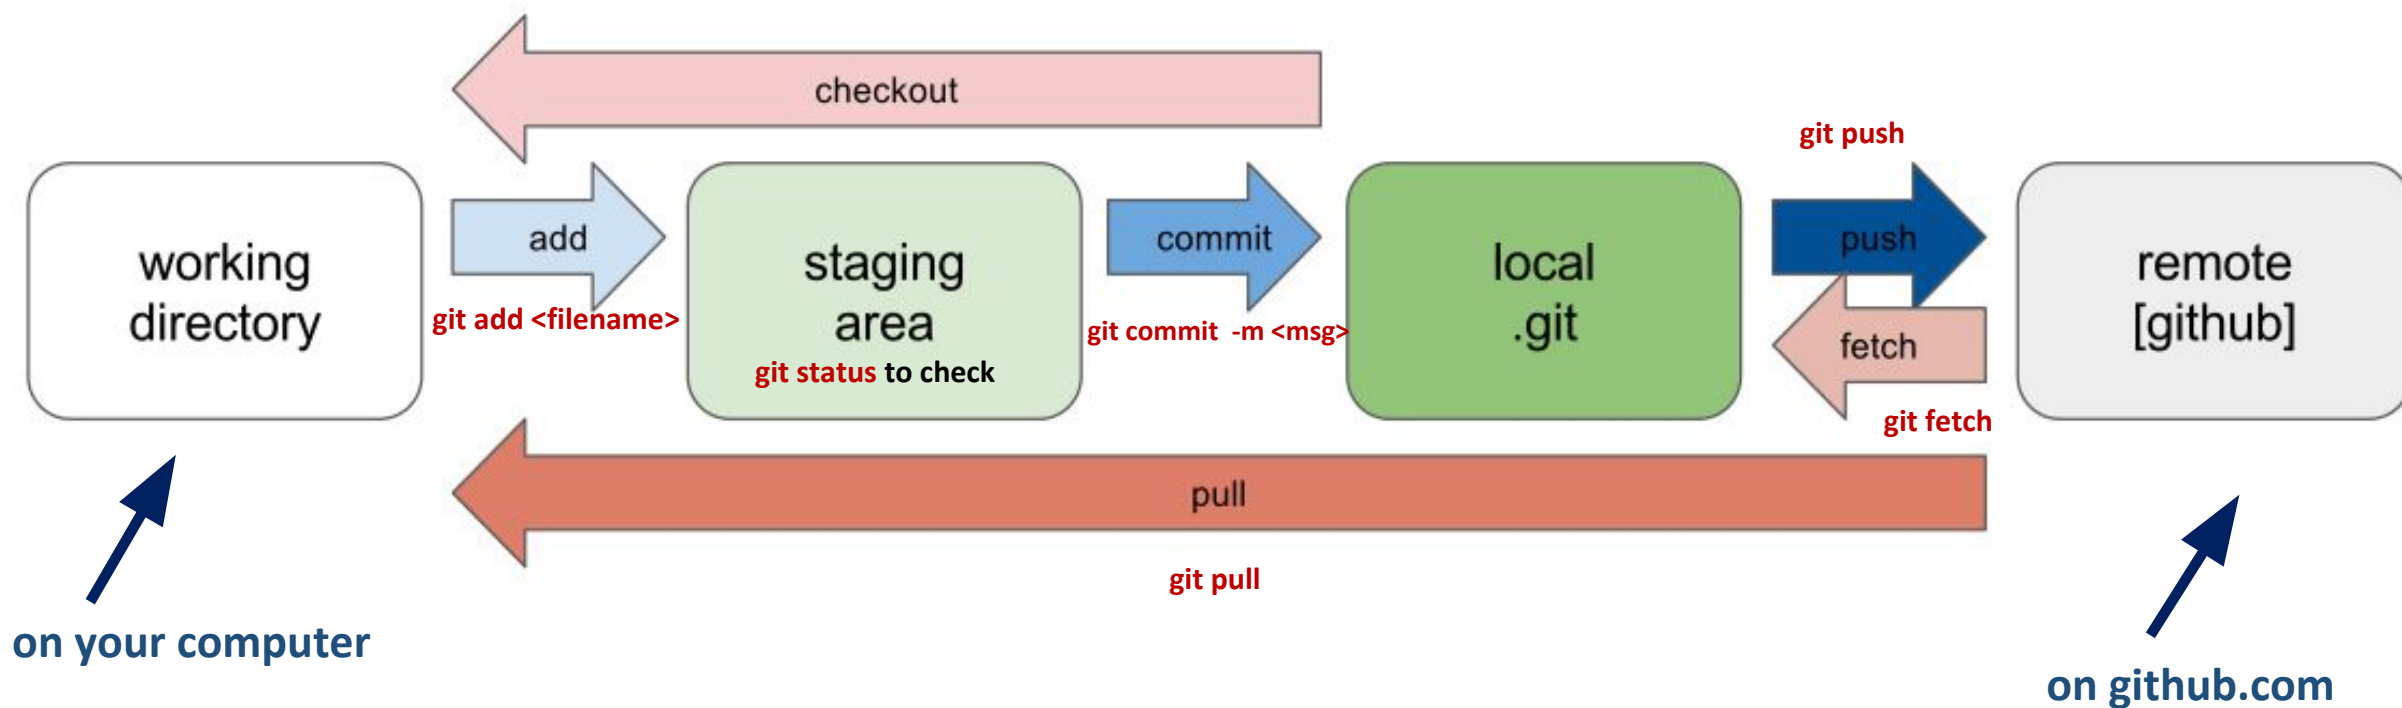 checkout
git push
working
directory
add
git add <filename>
staging
area
git status to check
commit
git commit -m <msg>
local
.git
push
fetch
git fetch
remote
[github]
pull
git pull
on your computer
on github.com